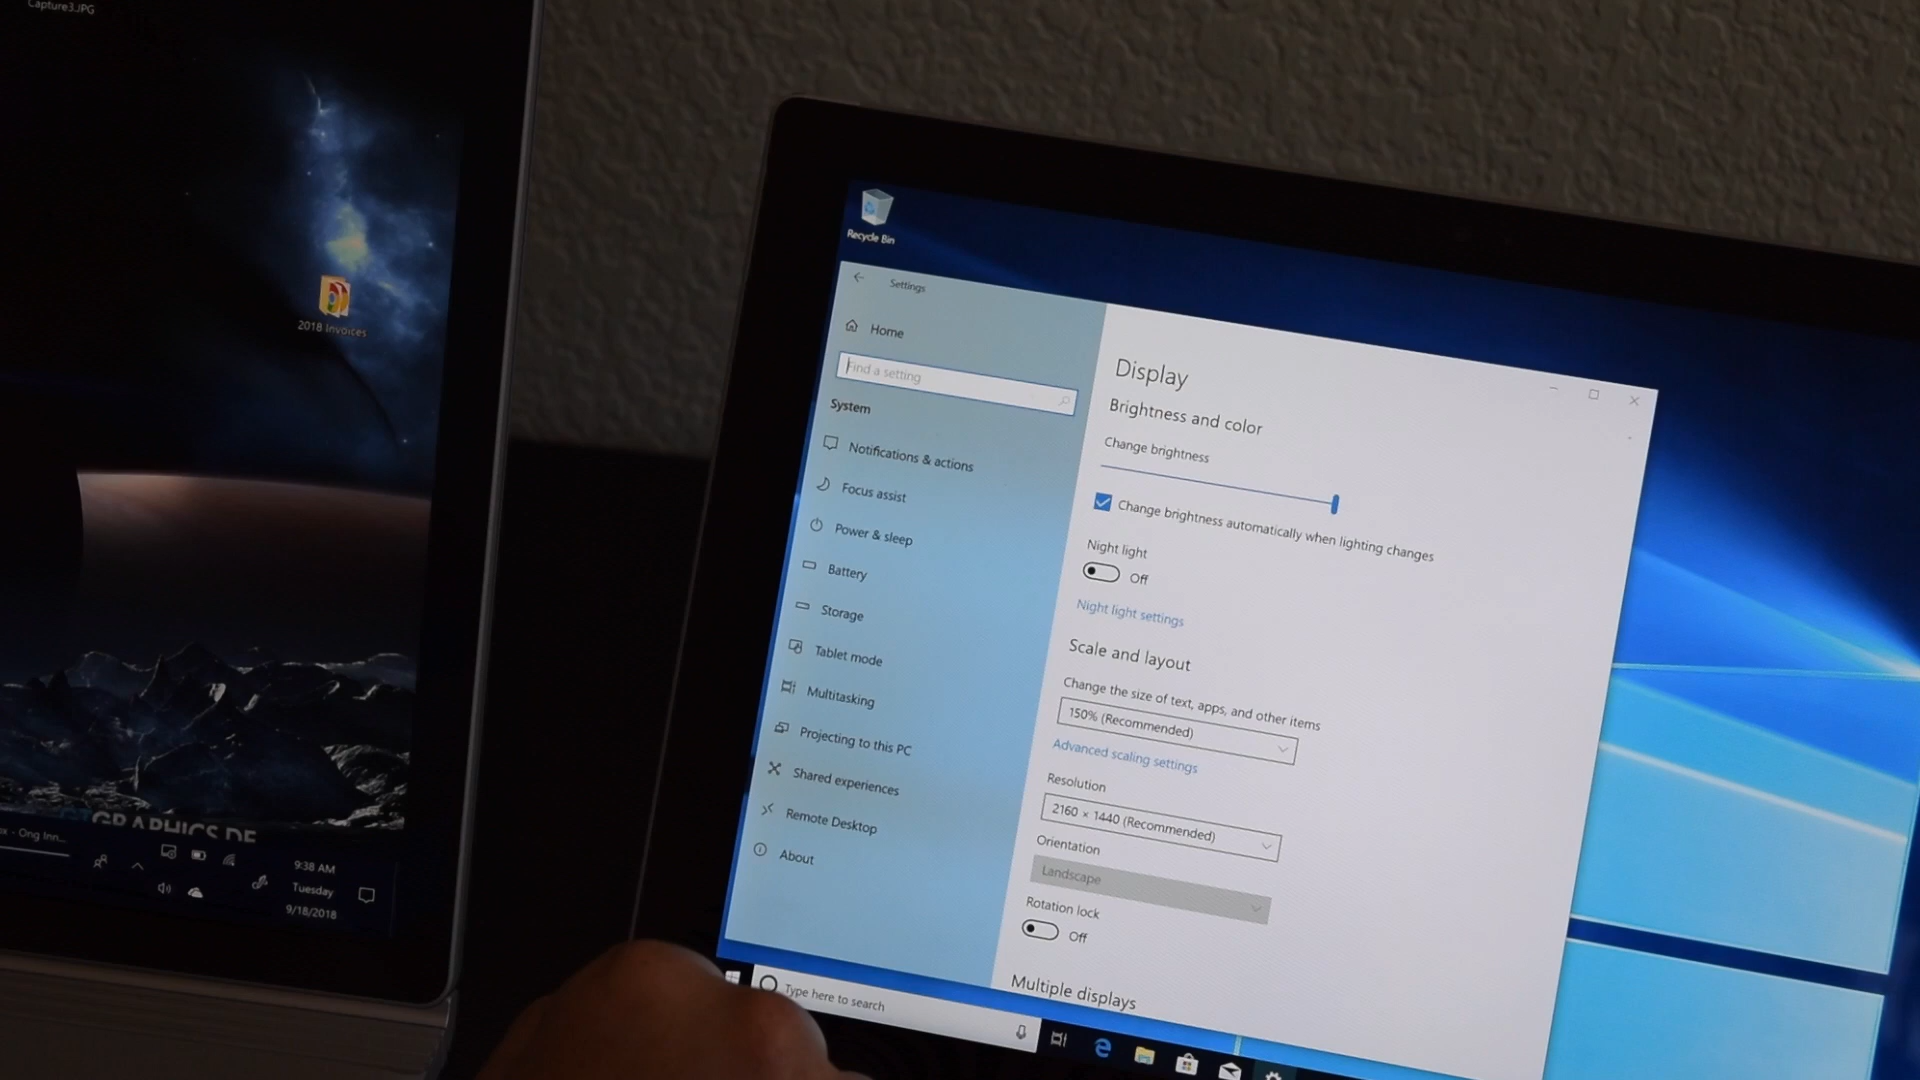 Capture3.JPG
2018 Invoices
GRAPHICS.DE
Ong Inn...
9:38 AM
Tuesday
9/18/2018
Recycle Bin
Settings
Home
Find a setting
System
Notifications & actions
Focus assist
Power & sleep
Battery
Storage
Tablet mode
Multitasking
Projecting to this PC
Shared experiences
Remote Desktop
About
Display
Brightness and color
Change brightness
Change brightness automatically when lighting changes
Night light
Off
Night light settings
Scale and layout
Change the size of text, apps, and other items
150% (Recommended)
Advanced scaling settings
Resolution
2160 × 1440 (Recommended)
Orientation
Landscape
Rotation lock
Off
Multiple displays
Type here to search